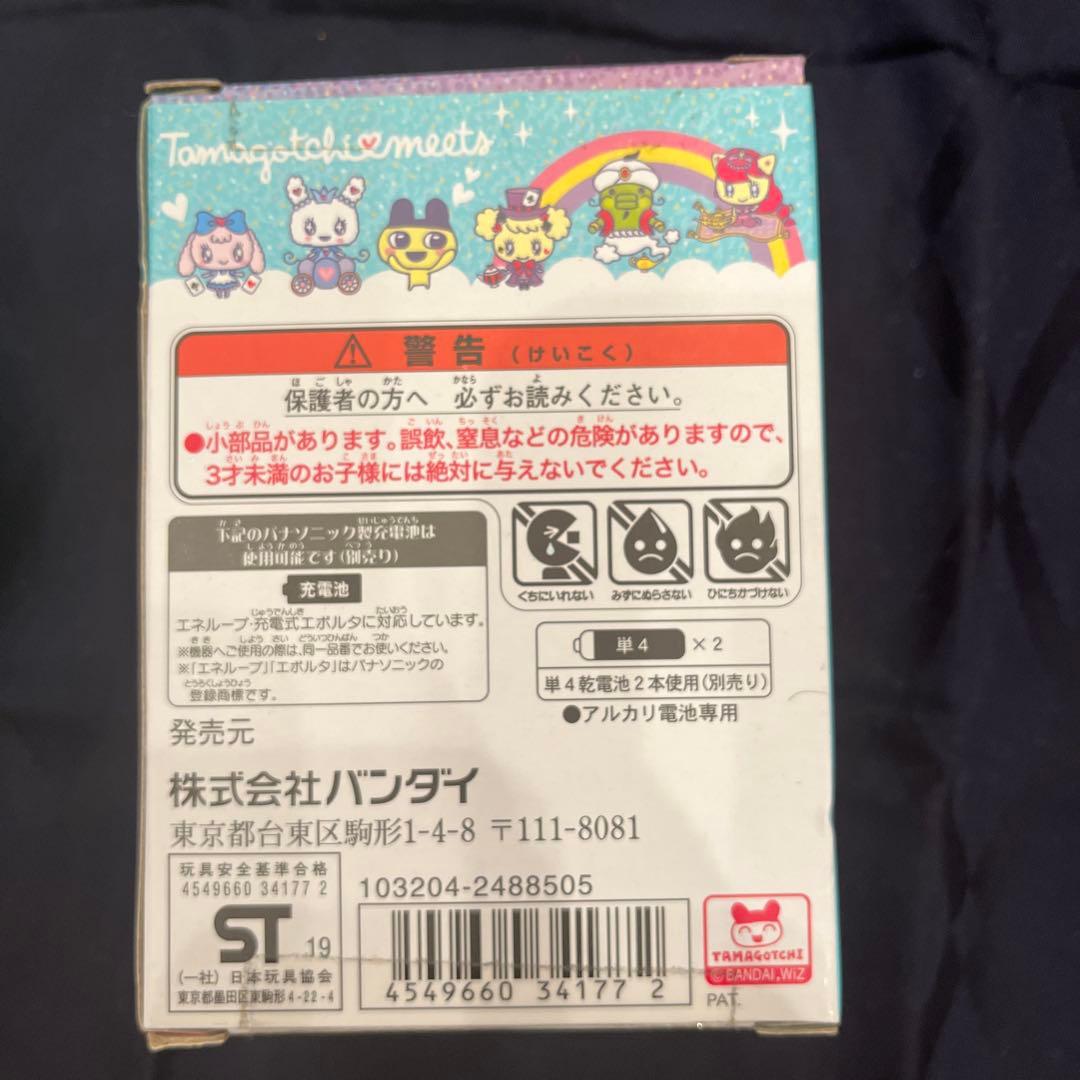 Tamagotchi meets
警告 (けいこく)
保護者の方へ 必ずお読みください。
●小部品があります。誤飲、窒息などの危険がありますので、
3才未満のお子様には絶対に与えないでください。
下記のパナソニック製充電池は
使用可能です(別売り)
充電池
エネループ・充電式エボルタに対応しています。
※機器へご使用の際は、同一品番でお使いください。
※「エネループ」「エボルタ」はパナソニックの
登録商標です。
くちにいれない みずにぬらさない ひにちかづけない
単4 ×2
単4乾電池2本使用(別売り)
●アルカリ電池専用
発売元
株式会社バンダイ
東京都台東区駒形1-4-8 〒111-8081
玩具安全基準合格
4549660 34177 2
ST 19
(一社) 日本玩具協会
東京都墨田区東駒形4-22-4
103204-2488505
4549660 341772
TAMAGOTCHI
©BANDAI,WiZ
PAT.